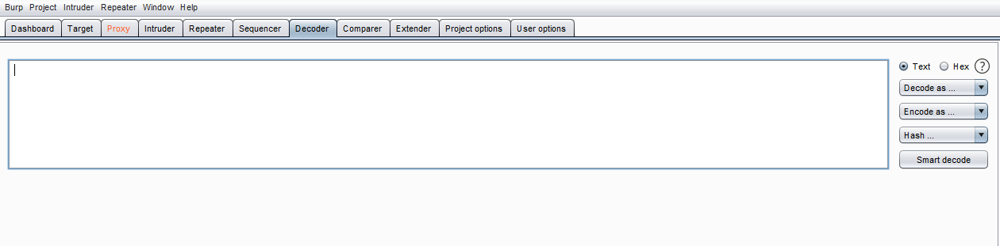 Burp Project Intruder Repeater Window Help
Dashboard Target Proxy Intruder Repeater Sequencer Decoder Comparer Extender Project options User options
Text Hex ?
Decode as ...
Encode as ...
Hash ...
Smart decode